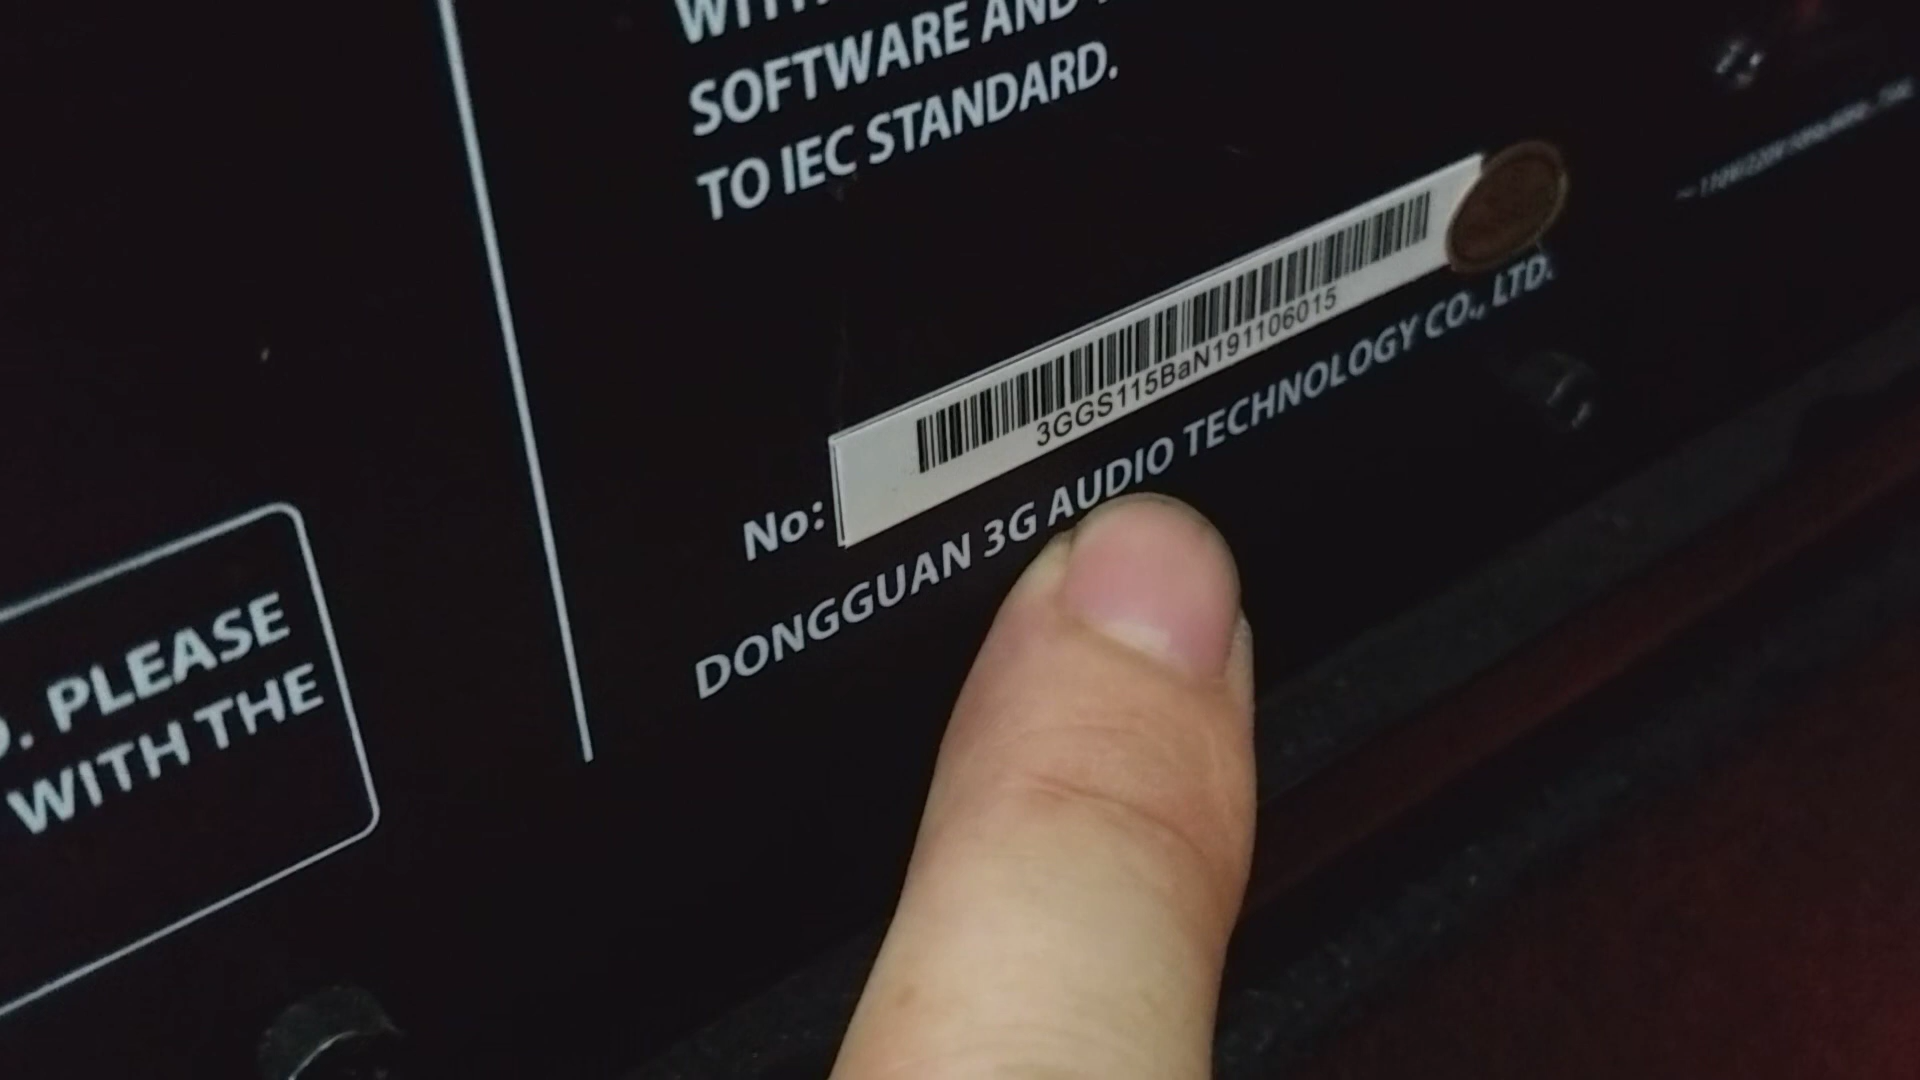 SOFTWARE AND
TO IEC STANDARD.
3GGS115BaN191106015
No:
DONGGUAN 3G AUDIO TECHNOLOGY CO., LTD.
. PLEASE
WITH THE